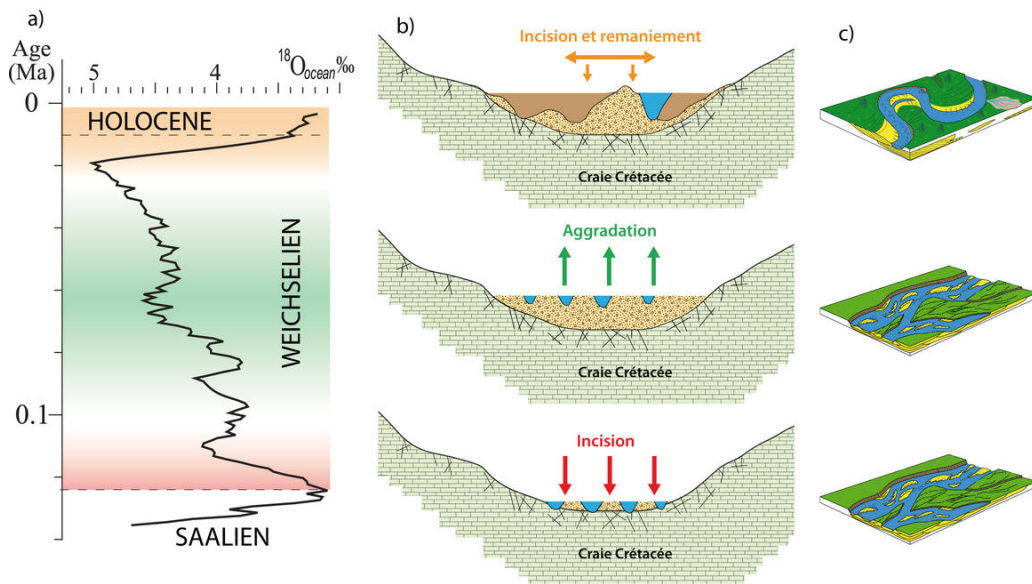 a)
Age
(Ma)
5
4
¹⁸Oocean‰
0
HOLOCENE
WEICHSELIEN
0.1
SAALIEN
b)
Incision et remaniement
Craie Crétacée
Aggradation
Craie Crétacée
Incision
Craie Crétacée
c)